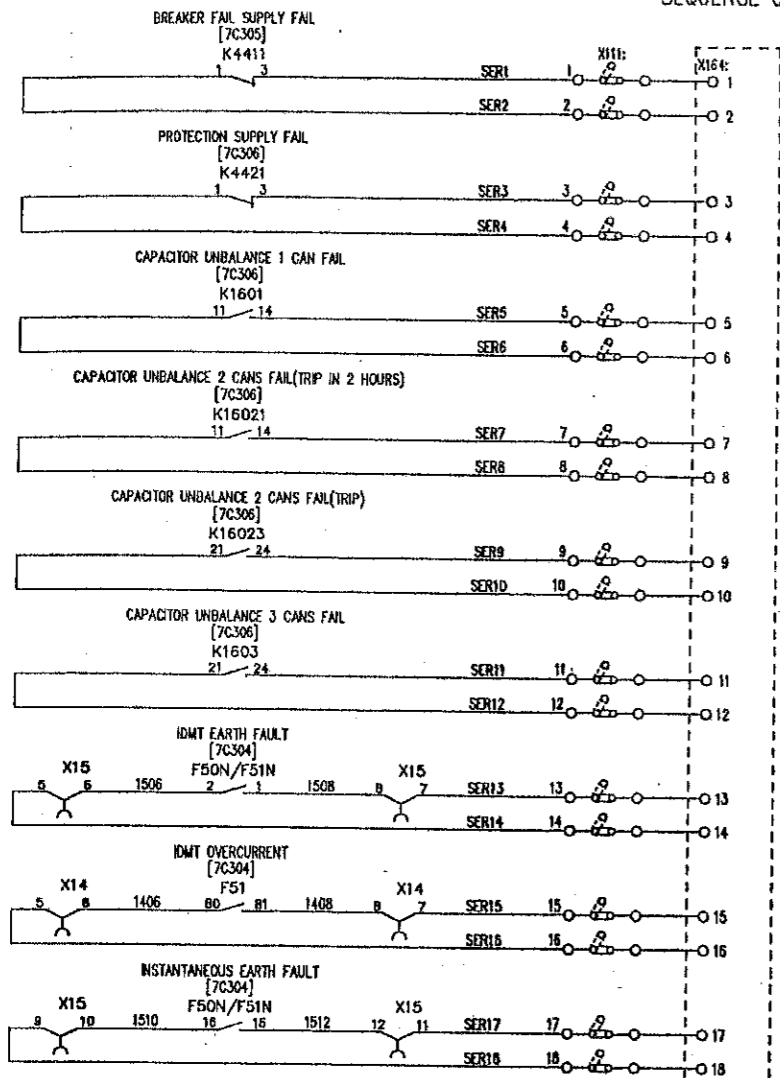 BREAKER FAIL SUPPLY FAIL
[7C305]
K4411
X111:
X164:
1 3 SER1 1 1
SER2 2 2
PROTECTION SUPPLY FAIL
[7C306]
K4421
1 3 SER3 3 3
SER4 4 4
CAPACITOR UNBALANCE 1 CAN FAIL
[7C306]
K1601
11 14 SER5 5 5
SER6 6 6
CAPACITOR UNBALANCE 2 CANS FAIL(TRIP IN 2 HOURS)
[7C306]
K16021
11 14 SER7 7 7
SER8 8 8
CAPACITOR UNBALANCE 2 CANS FAIL(TRIP)
[7C306]
K16023
21 24 SER9 9 9
SER10 10 10
CAPACITOR UNBALANCE 3 CANS FAIL
[7C306]
K1603
21 24 SER11 11 11
SER12 12 12
IDMT EARTH FAULT
[7C304]
X15 F50N/F51N X15
5 6 1506 2 1 1508 8 7 SER13 13 13
SER14 14 14
IDMT OVERCURRENT
[7C304]
X14 F51 X14
5 6 1406 80 81 1408 8 7 SER15 15 15
SER16 16 16
INSTANTANEOUS EARTH FAULT
[7C304]
X15 F50N/F51N X15
9 10 1510 16 1512 12 11 SER17 17 17
SER18 18 18